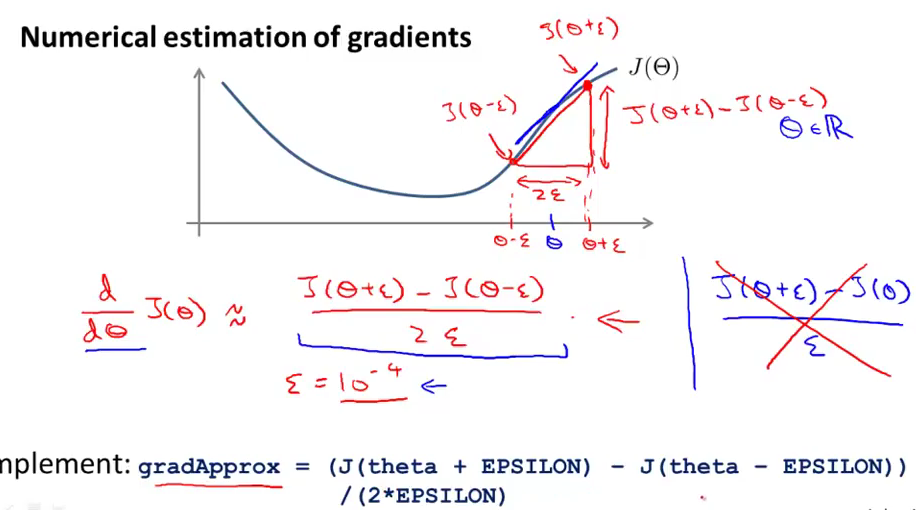 Numerical estimation of gradients
J(θ+ε)
J(Θ)
J(θ-ε)
J(θ+ε)-J(θ-ε)
θ∈ℝ
2ε
θ-ε θ θ+ε
d/dθ J(θ) ≈ J(θ+ε) - J(θ-ε) / 2ε ←
J(θ+ε)-J(θ) / ε
ε = 10^-4 ←
mplement: gradApprox = (J(theta + EPSILON) - J(theta - EPSILON))
/(2*EPSILON)